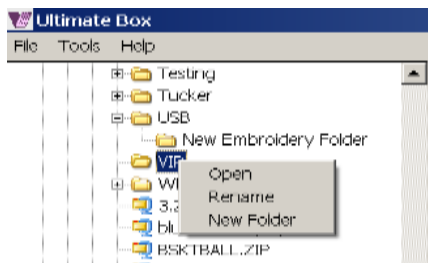 Ultimate Box
File Tools Help
Testing
Tucker
USB
New Embroidery Folder
VIP
Open
Rename
New Folder
BSKTBALL.ZIP